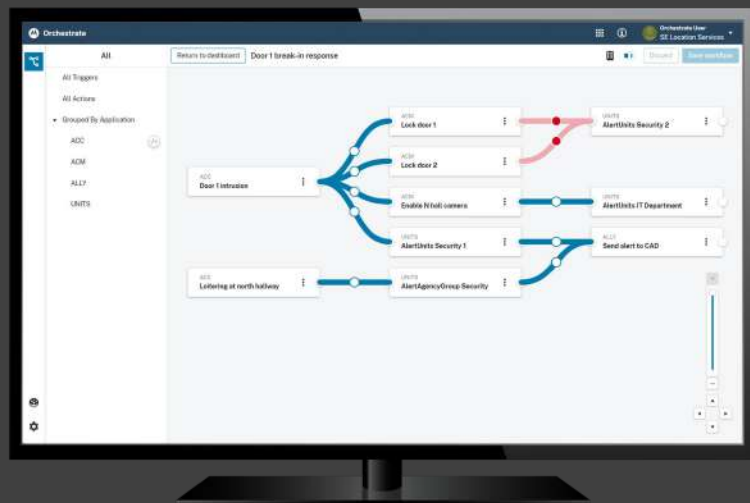 Orchestrate
Orchestrate User
SE Location Services
All
Return to dashboard
Door 1 break-in response
Discard
Save workflow
All Triggers
All Actions
Grouped By Application
ACC
ACM
ALLY
UNITS
ACC
Door 1 intrusion
ACC
Loitering at north hallway
ACM
Lock door 1
ACM
Lock door 2
ACM
Enable N hall camera
UNITS
AlertUnits Security 1
UNITS
AlertAgencyGroup Security
UNITS
AlertUnits Security 2
UNITS
AlertUnits IT Department
ALLY
Send alert to CAD